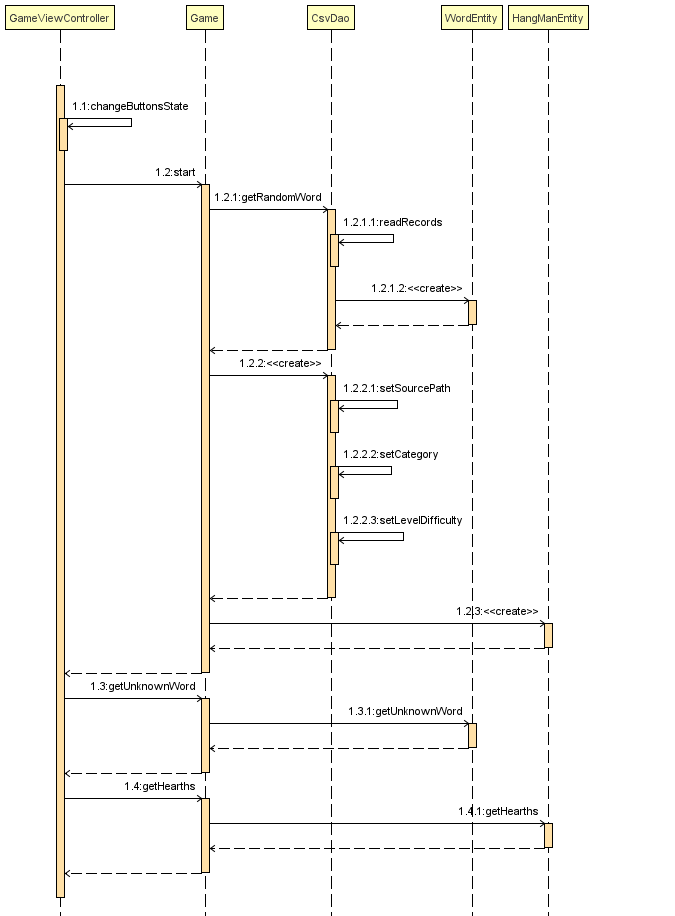 GameViewController
Game
CsvDao
WordEntity
HangManEntity
1.1:changeButtonsState
1.2:start
1.2.1:getRandomWord
1.2.1.1:readRecords
1.2.1.2:<<create>>
1.2.2:<<create>>
1.2.2.1:setSourcePath
1.2.2.2:setCategory
1.2.2.3:setLevelDifficulty
1.2.3:<<create>>
1.3:getUnknownWord
1.3.1:getUnknownWord
1.4:getHearths
1.4.1:getHearths